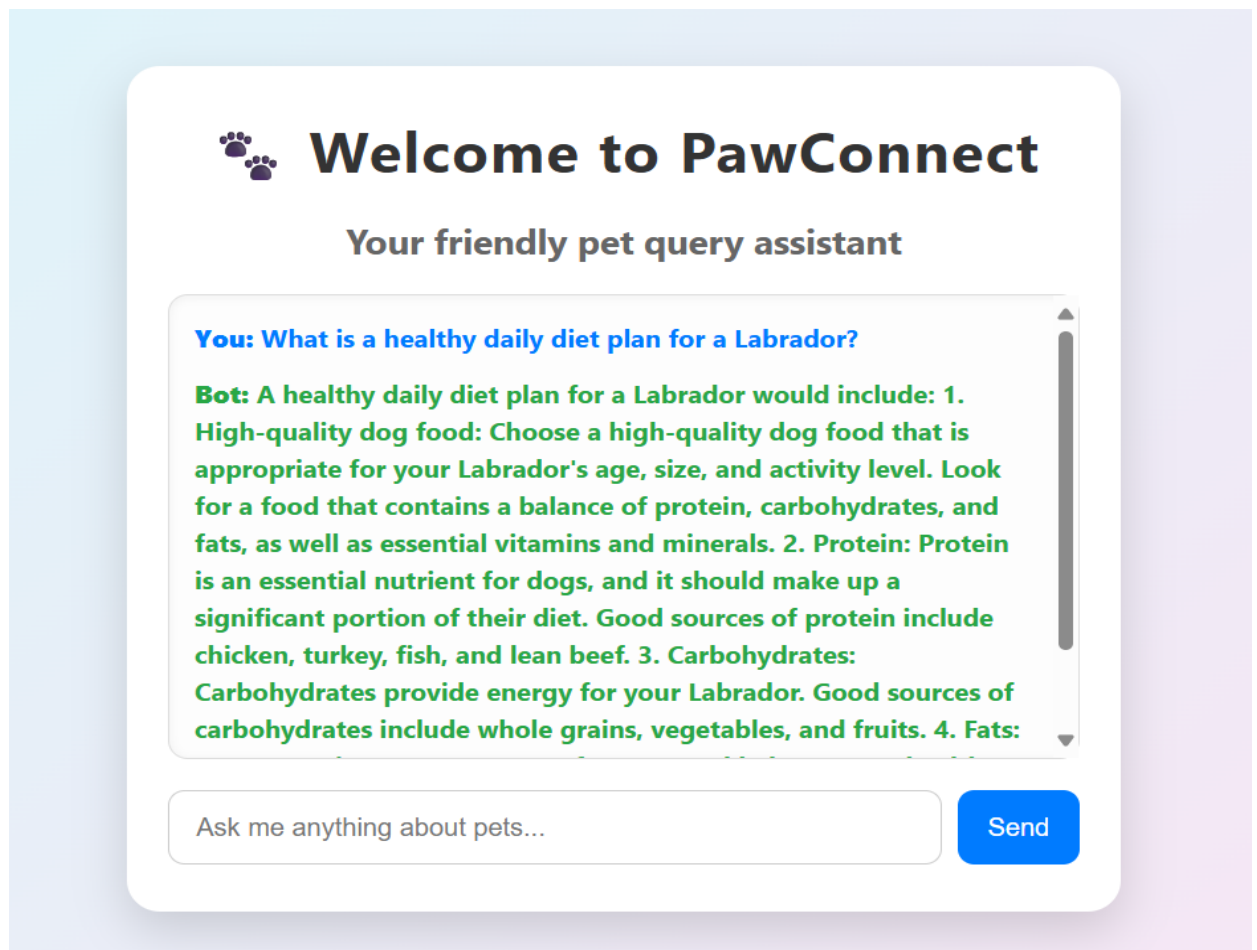 Welcome to PawConnect
Your friendly pet query assistant
You: What is a healthy daily diet plan for a Labrador?
Bot: A healthy daily diet plan for a Labrador would include: 1.
High-quality dog food: Choose a high-quality dog food that is
appropriate for your Labrador's age, size, and activity level. Look
for a food that contains a balance of protein, carbohydrates, and
fats, as well as essential vitamins and minerals. 2. Protein: Protein
is an essential nutrient for dogs, and it should make up a
significant portion of their diet. Good sources of protein include
chicken, turkey, fish, and lean beef. 3. Carbohydrates:
Carbohydrates provide energy for your Labrador. Good sources of
carbohydrates include whole grains, vegetables, and fruits. 4. Fats:
Ask me anything about pets...
Send